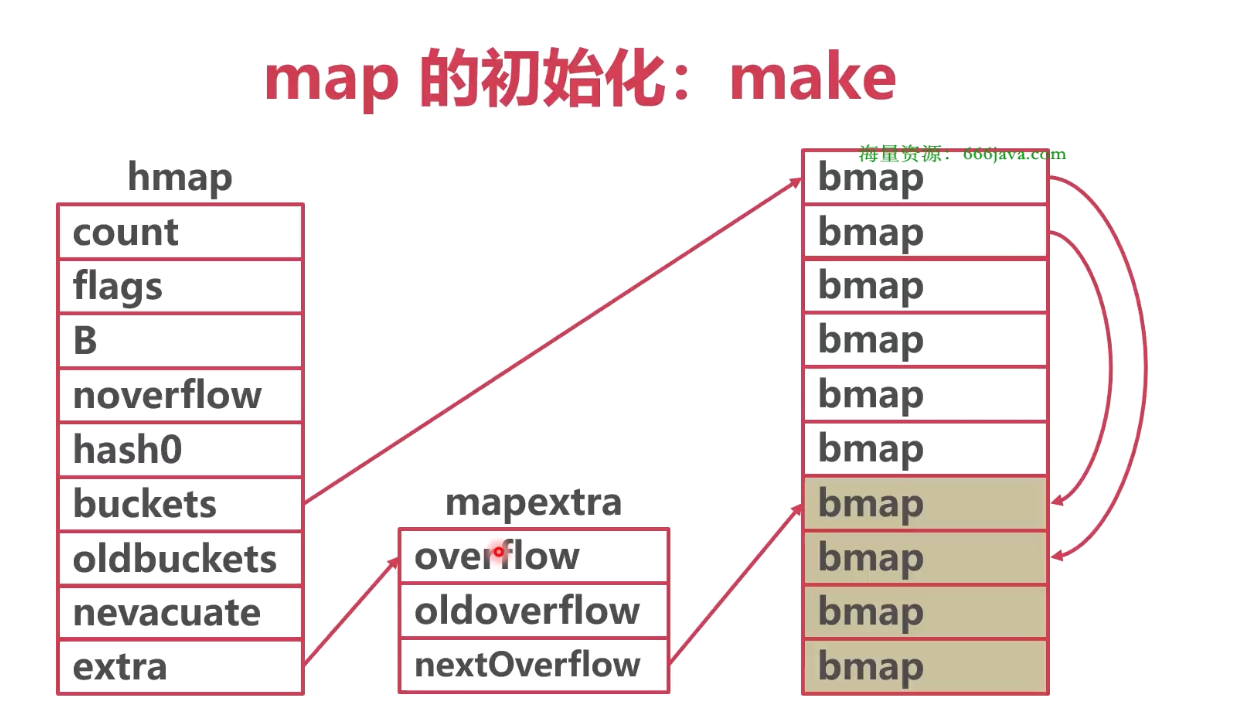 map 的初始化：make
海量资源：666java.com
hmap
count
flags
B
noverflow
hash0
buckets
oldbuckets
nevacuate
extra
mapextra
overflow
oldoverflow
nextOverflow
bmap
bmap
bmap
bmap
bmap
bmap
bmap
bmap
bmap
bmap